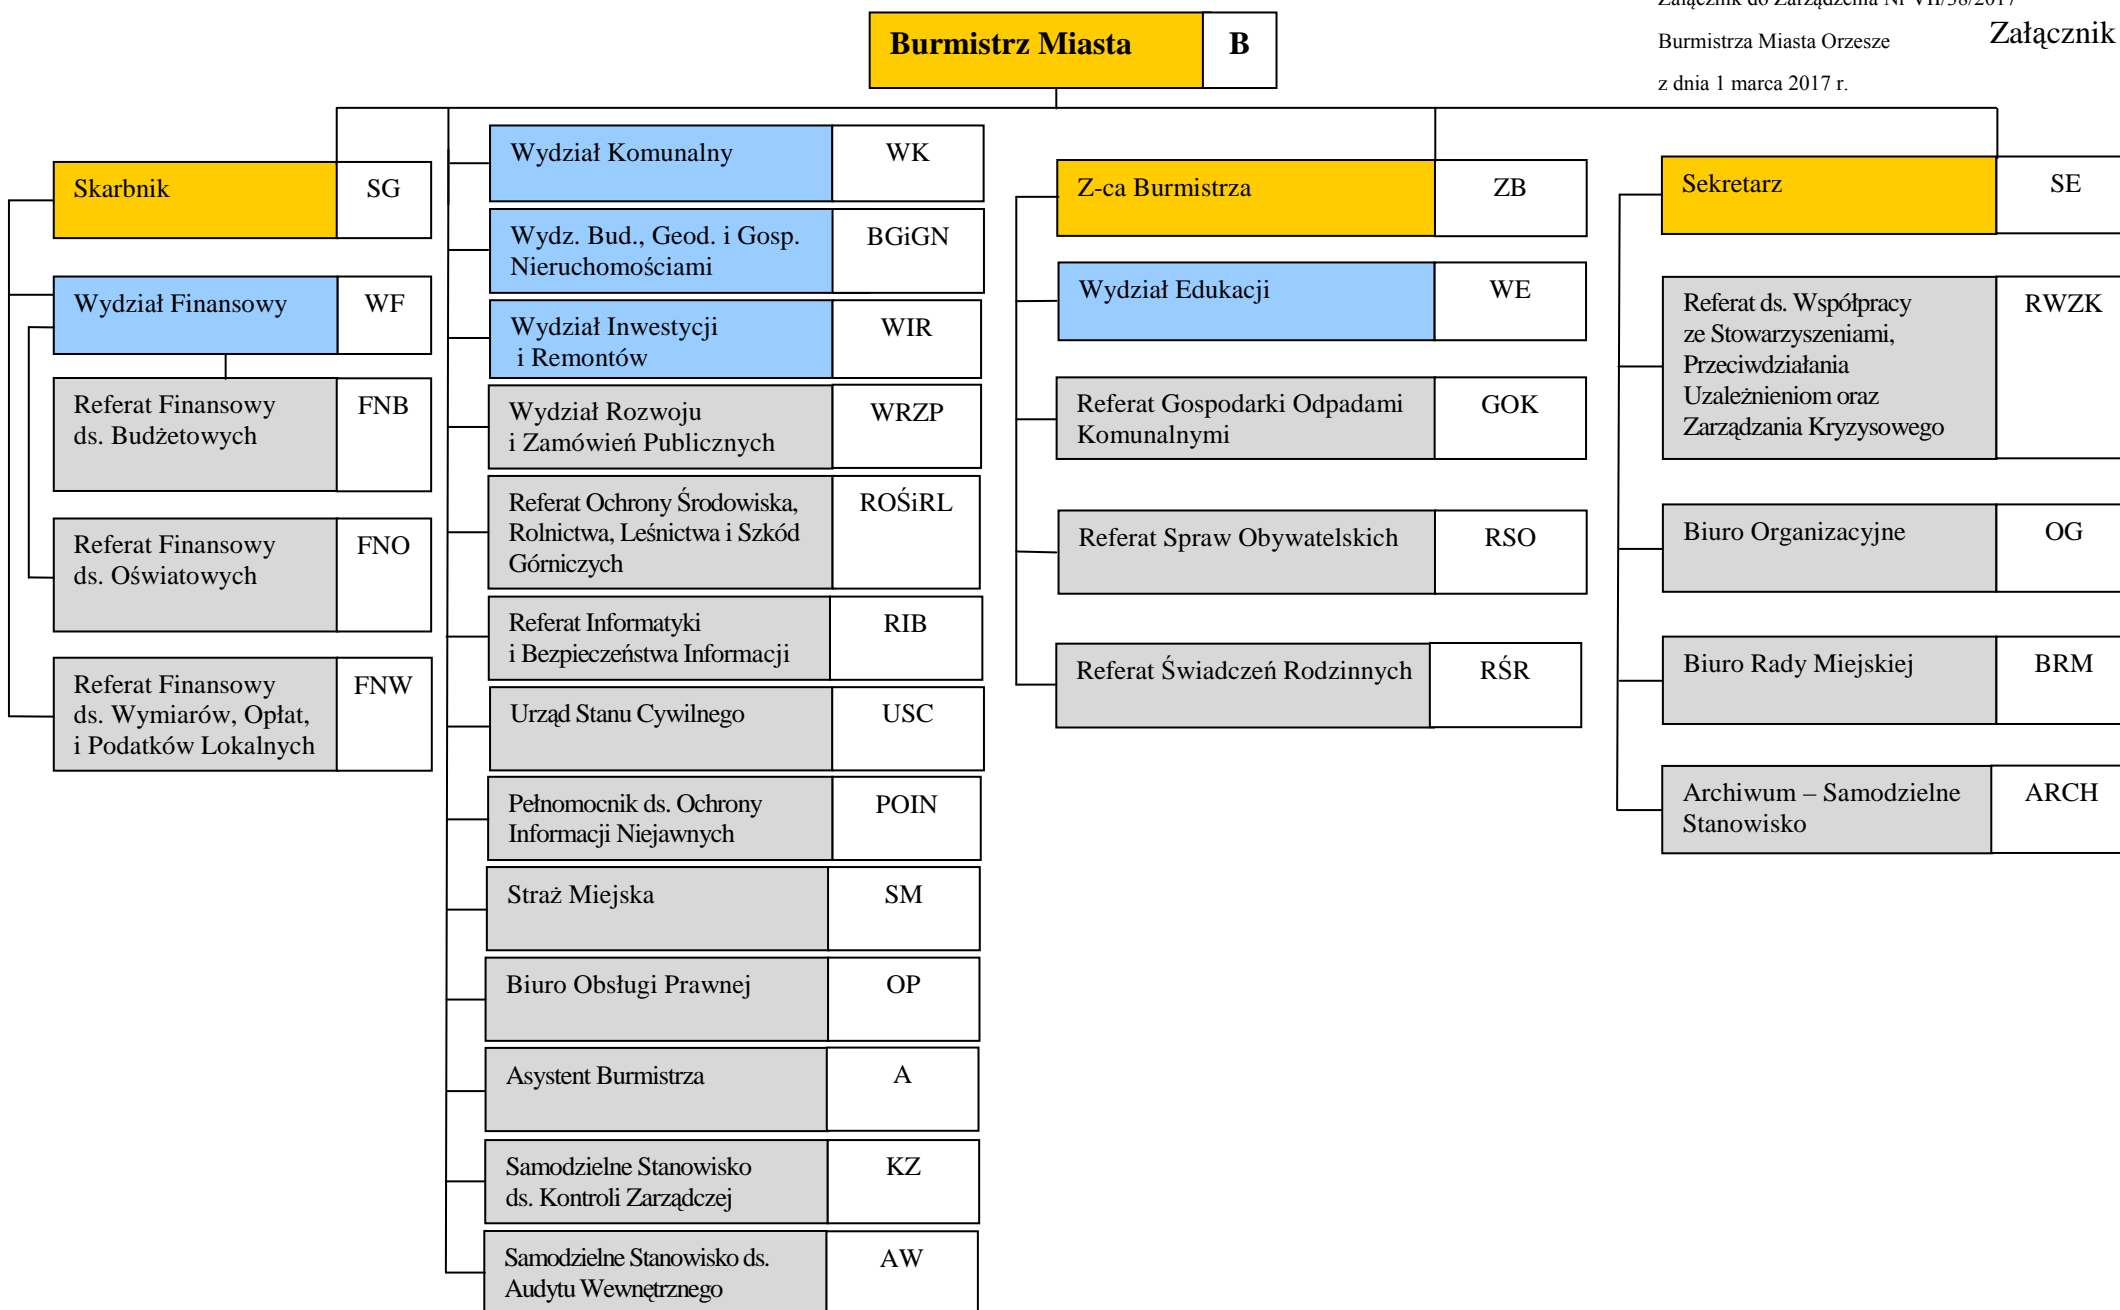 Załącznik do Zarządzenia Nr VII/38/2017
Burmistrza Miasta Orzesze
z dnia 1 marca 2017 r.
Załącznik
Burmistrz Miasta
B
Skarbnik
SG
Wydział Finansowy
WF
Referat Finansowy
ds. Budżetowych
FNB
Referat Finansowy
ds. Oświatowych
FNO
Referat Finansowy
ds. Wymiarów, Opłat,
i Podatków Lokalnych
FNW
Wydział Komunalny
WK
Wydz. Bud., Geod. i Gosp.
Nieruchomościami
BGiGN
Wydział Inwestycji
i Remontów
WIR
Wydział Rozwoju
i Zamówień Publicznych
WRZP
Referat Ochrony Środowiska,
Rolnictwa, Leśnictwa i Szkód
Górniczych
ROŚiRL
Referat Informatyki
i Bezpieczeństwa Informacji
RIB
Urząd Stanu Cywilnego
USC
Pełnomocnik ds. Ochrony
Informacji Niejawnych
POIN
Straż Miejska
SM
Biuro Obsługi Prawnej
OP
Asystent Burmistrza
A
Samodzielne Stanowisko
ds. Kontroli Zarządczej
KZ
Samodzielne Stanowisko ds.
Audytu Wewnętrznego
AW
Z-ca Burmistrza
ZB
Wydział Edukacji
WE
Referat Gospodarki Odpadami
Komunalnymi
GOK
Referat Spraw Obywatelskich
RSO
Referat Świadczeń Rodzinnych
RŚR
Sekretarz
SE
Referat ds. Współpracy
ze Stowarzyszeniami,
Przeciwdziałania
Uzależnieniom oraz
Zarządzania Kryzysowego
RWZK
Biuro Organizacyjne
OG
Biuro Rady Miejskiej
BRM
Archiwum – Samodzielne
Stanowisko
ARCH